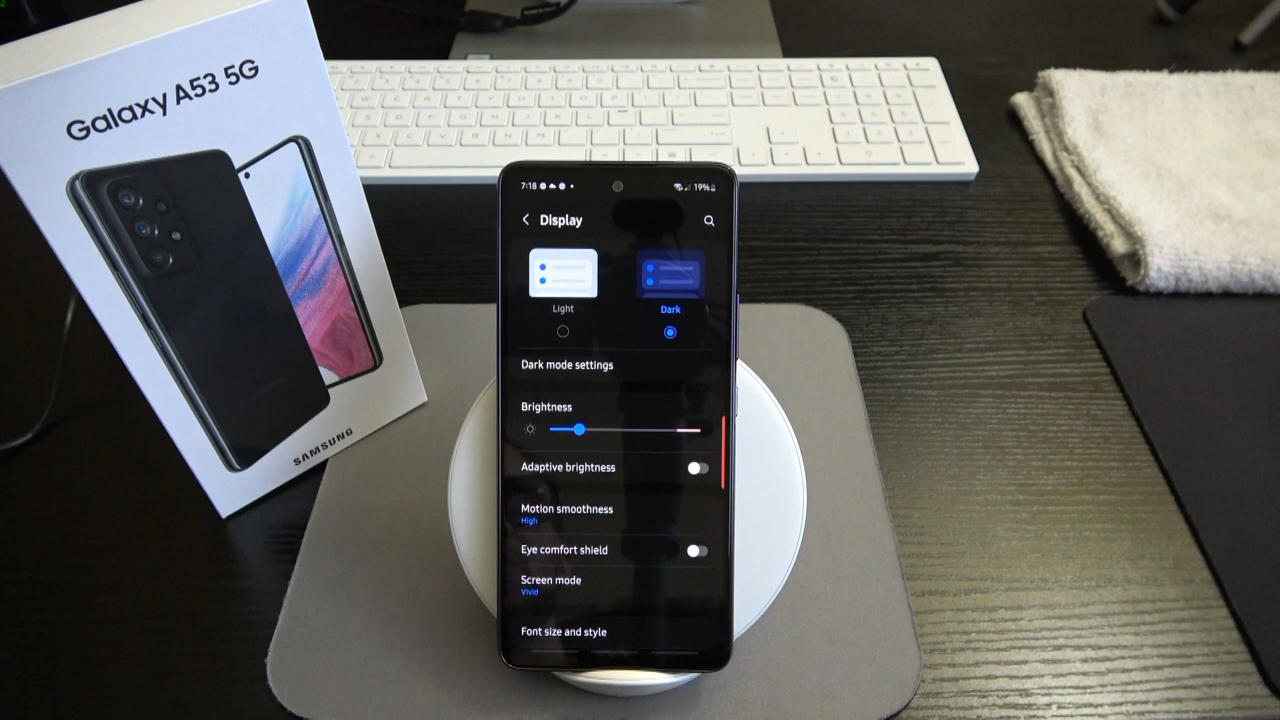 Galaxy A53 5G
SAMSUNG
7:18
19%
Display
Light
Dark
Dark mode settings
Brightness
Adaptive brightness
Motion smoothness
High
Eye comfort shield
Screen mode
Vivid
Font size and style